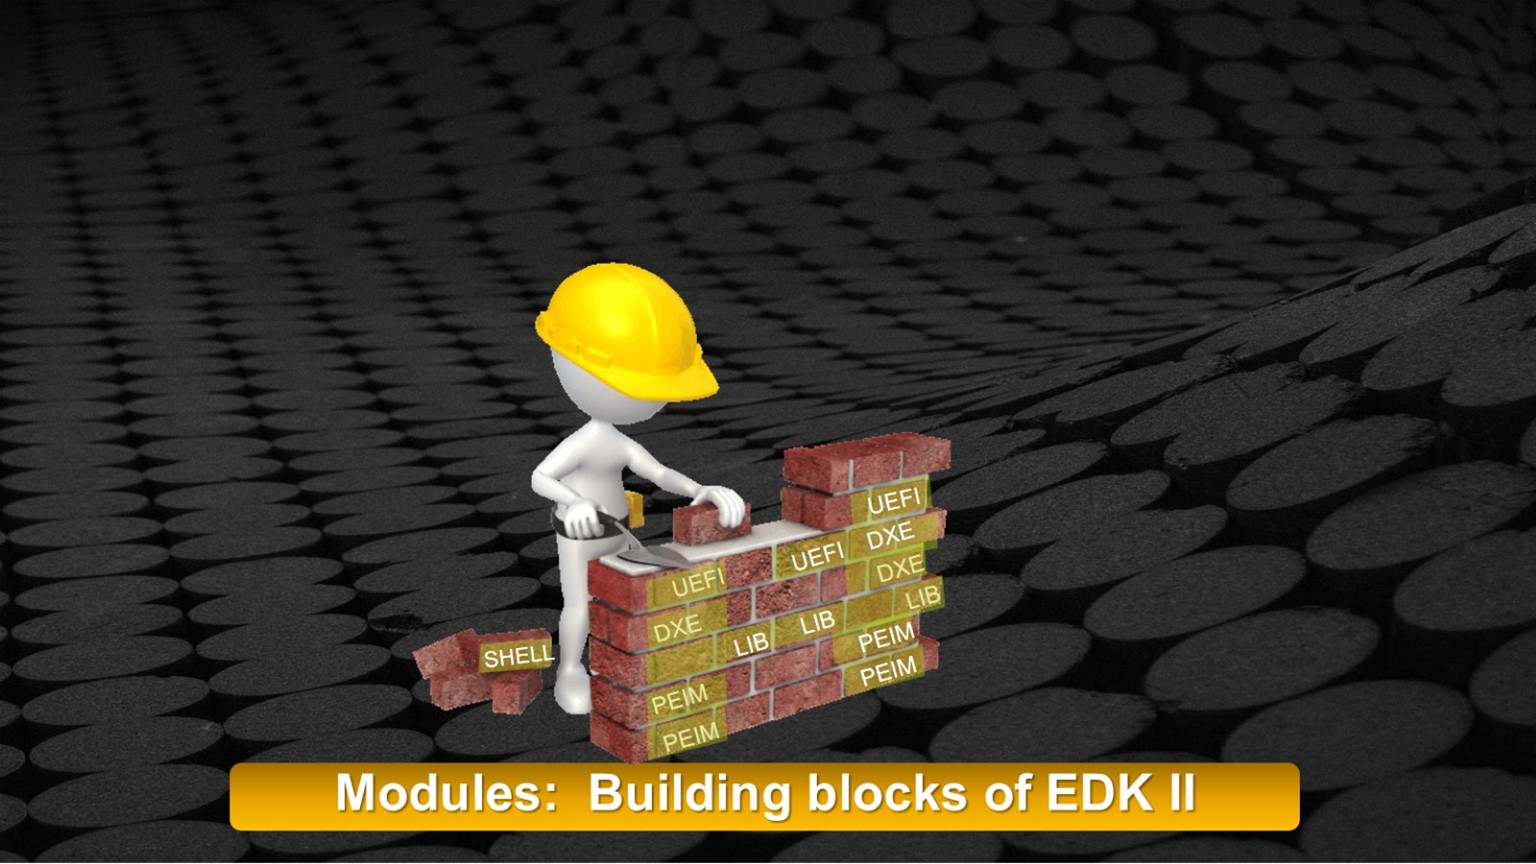 UEFI
UEFI
DXE
UEFI
DXE
DXE
LIB
LIB
LIB
PEIM
PEIM
PEIM
PEIM
SHELL
Modules:  Building blocks of EDK II